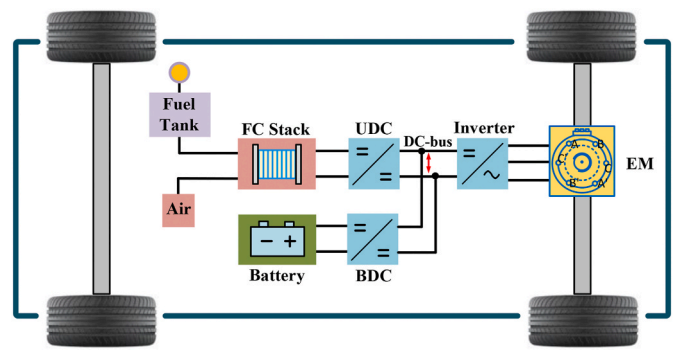 Fuel
Tank
FC Stack
UDC
DC-bus
Inverter
EM
A
B
C
C
B
A
Air
Battery
BDC